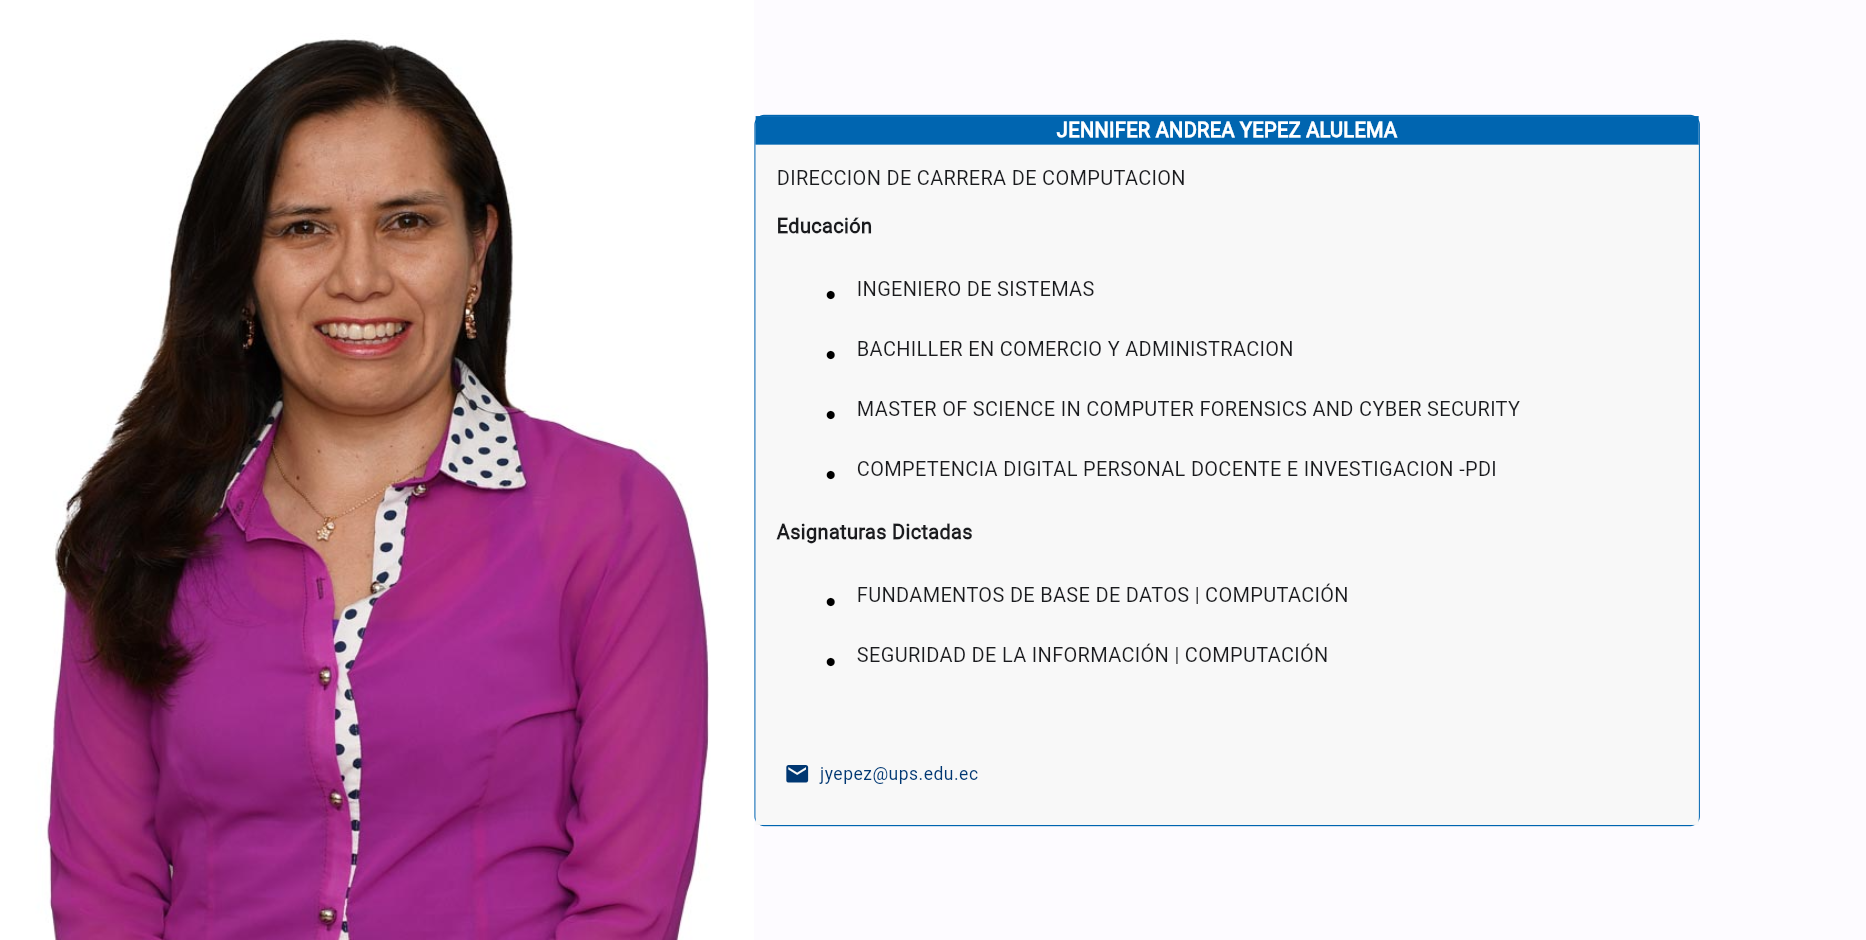 JENNIFER ANDREA YEPEZ ALULEMA
DIRECCION DE CARRERA DE COMPUTACION
Educación
INGENIERO DE SISTEMAS
BACHILLER EN COMERCIO Y ADMINISTRACION
MASTER OF SCIENCE IN COMPUTER FORENSICS AND CYBER SECURITY
COMPETENCIA DIGITAL PERSONAL DOCENTE E INVESTIGACION -PDI
Asignaturas Dictadas
FUNDAMENTOS DE BASE DE DATOS | COMPUTACIÓN
SEGURIDAD DE LA INFORMACIÓN | COMPUTACIÓN
jyepez@ups.edu.ec